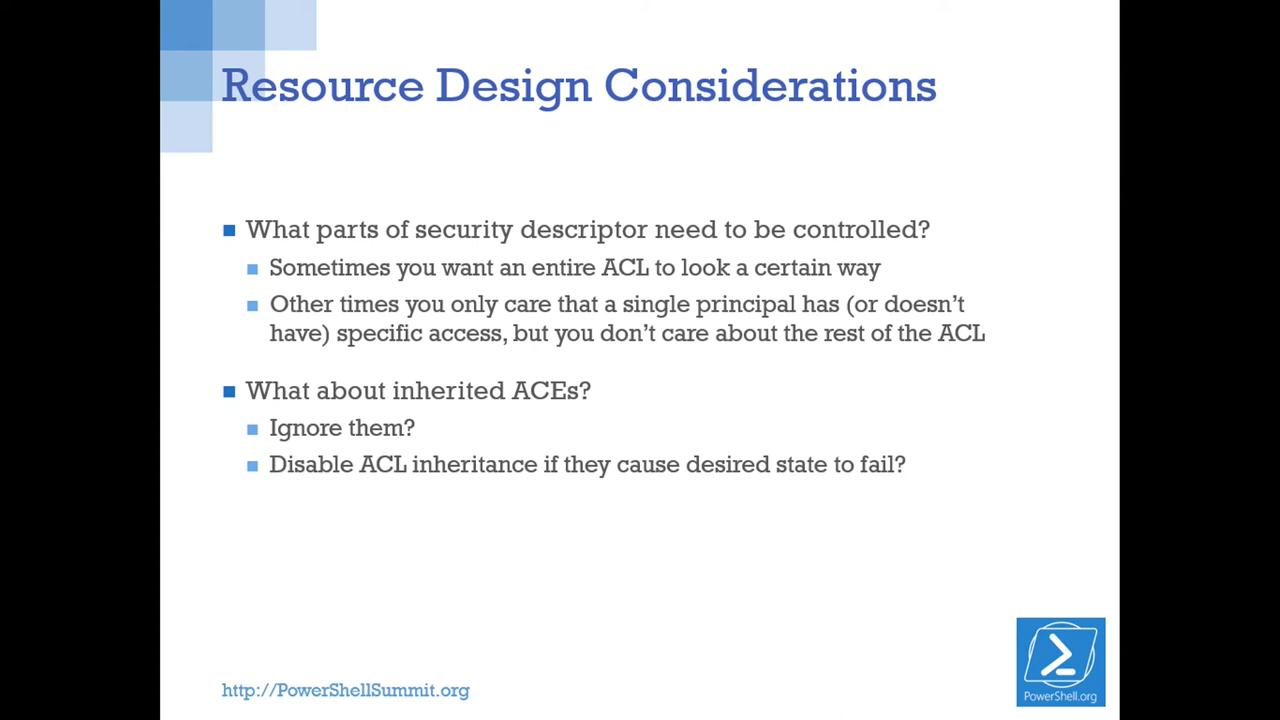 Resource Design Considerations
What parts of security descriptor need to be controlled?
Sometimes you want an entire ACL to look a certain way
Other times you only care that a single principal has (or doesn’t
have) specific access, but you don’t care about the rest of the ACL
What about inherited ACEs?
Ignore them?
Disable ACL inheritance if they cause desired state to fail?
http://PowerShellSummit.org
PowerShell.org